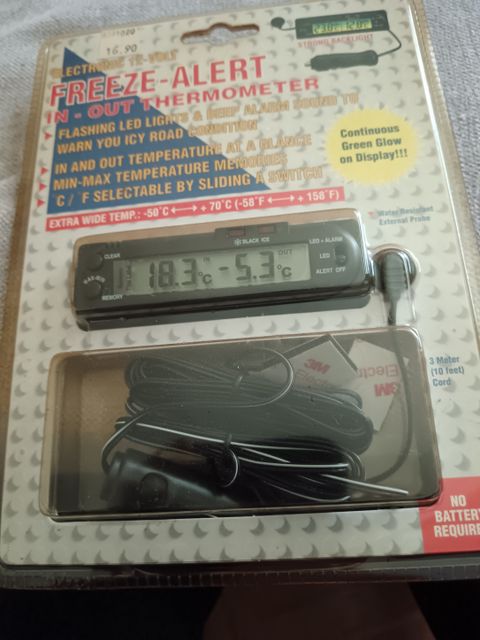 16.90
ELECTRONIC 12-VOLT
FREEZE-ALERT
IN - OUT THERMOMETER
STRONG BACKLIGHT
FLASHING LED LIGHTS & BEEP ALARM SOUND TO
WARN YOU ICY ROAD CONDITION
IN AND OUT TEMPERATURE AT A GLANCE
MIN-MAX TEMPERATURE MEMORIES
°C / °F SELECTABLE BY SLIDING A SWITCH
Continuous
Green Glow
on Display!!!
EXTRA WIDE TEMP.: -50°C ↔ + 70°C (-58°F ↔ + 158°F)
Water Resistant
External Probe
CLEAR
BLACK ICE
LED + ALARM
LED
ALERT OFF
IN
OUT
18.3°C -5.3°C
MAX-MIN
MEMORY
3M
Electro
3M
3 Meter
(10 feet)
Cord
NO
BATTERY
REQUIRE